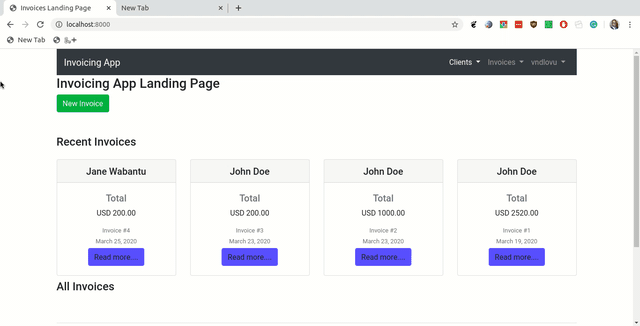 Invoices Landing Page
New Tab
localhost:8000
New Tab
Invoicing App
Clients Invoices vndlovu
Invoicing App Landing Page
New Invoice
Recent Invoices
Jane Wabantu
Total
USD 200.00
Invoice #4
March 25, 2020
Read more...
John Doe
Total
USD 200.00
Invoice #3
March 23, 2020
Read more...
John Doe
Total
USD 1000.00
Invoice #2
March 23, 2020
Read more...
John Doe
Total
USD 2520.00
Invoice #1
March 19, 2020
Read more...
All Invoices